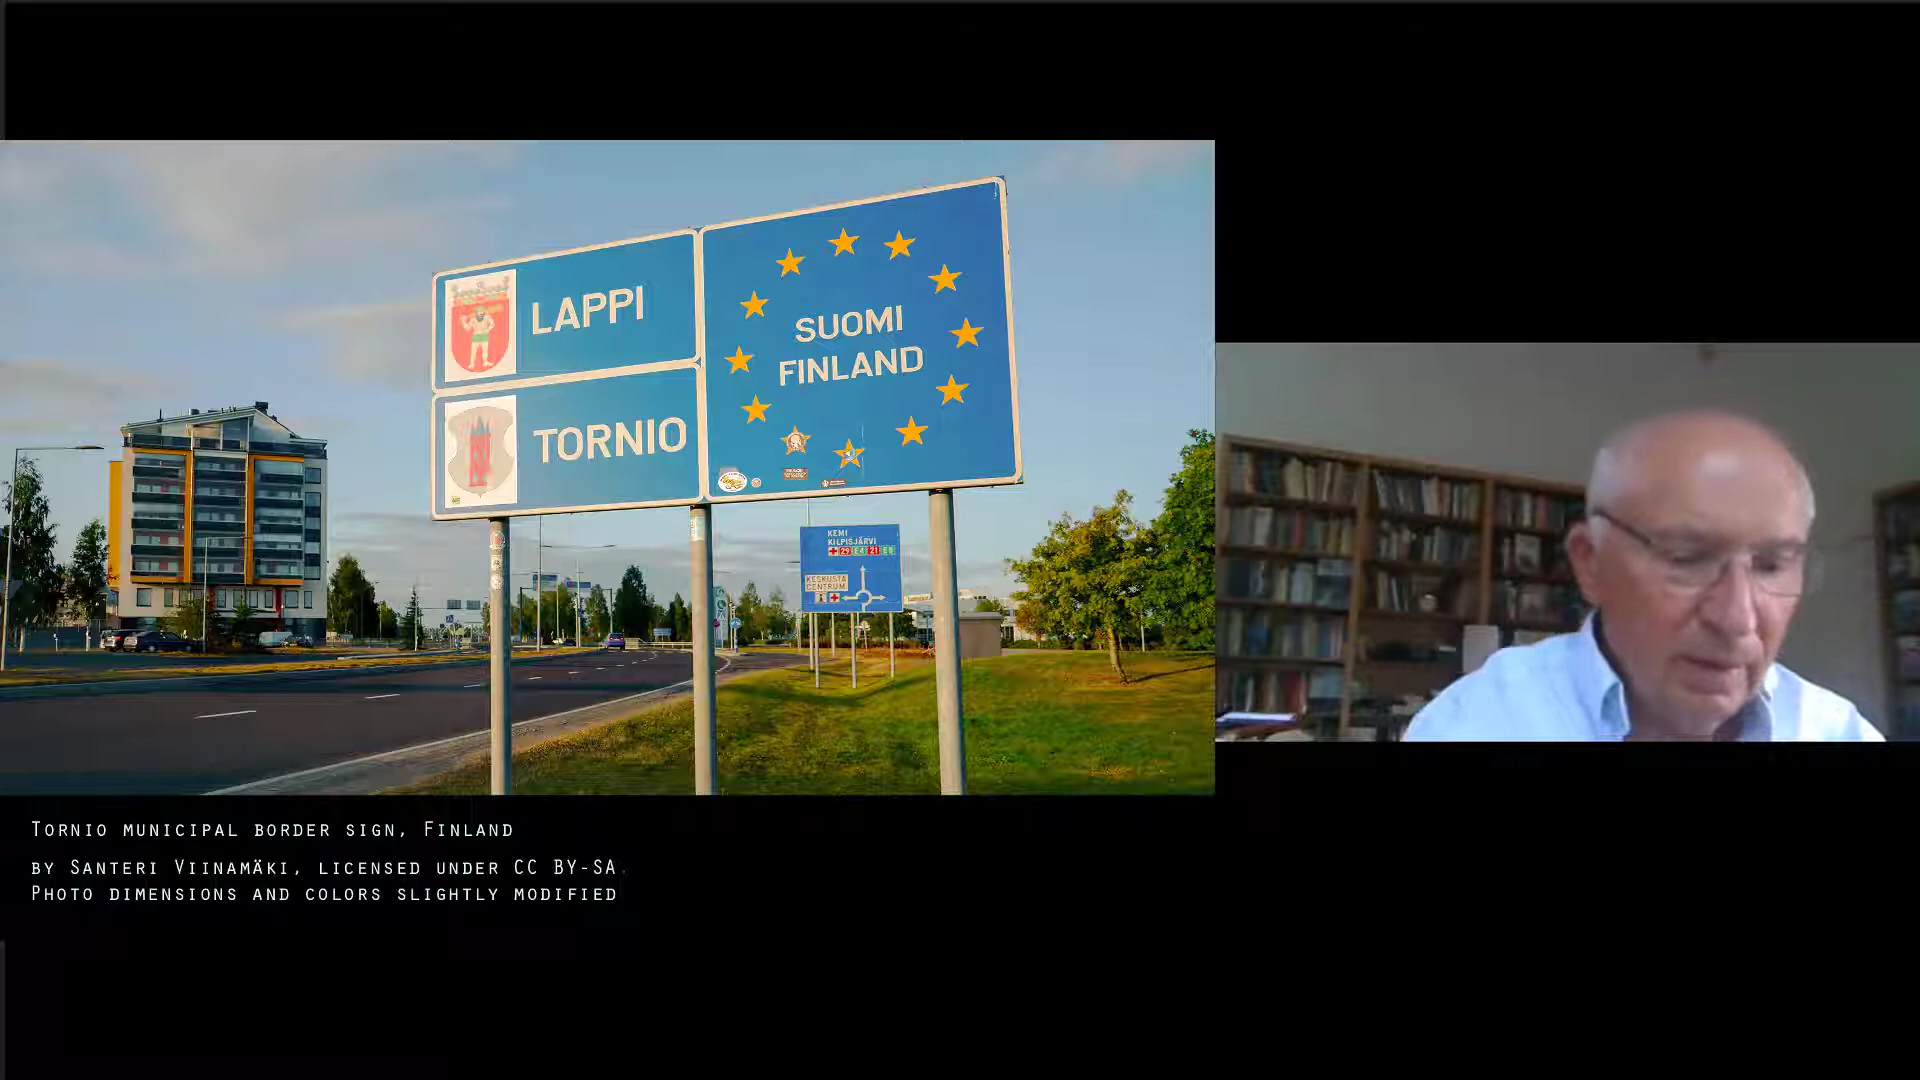 LAPPI
TORNIO
SUOMI
FINLAND
KEMI
KILPISJÄRVI
29 E4 21 E8
KESKUSTA
CENTRUM
Tornio municipal border sign, Finland
by Santeri Viinamäki, licensed under CC BY-SA.
Photo dimensions and colors slightly modified